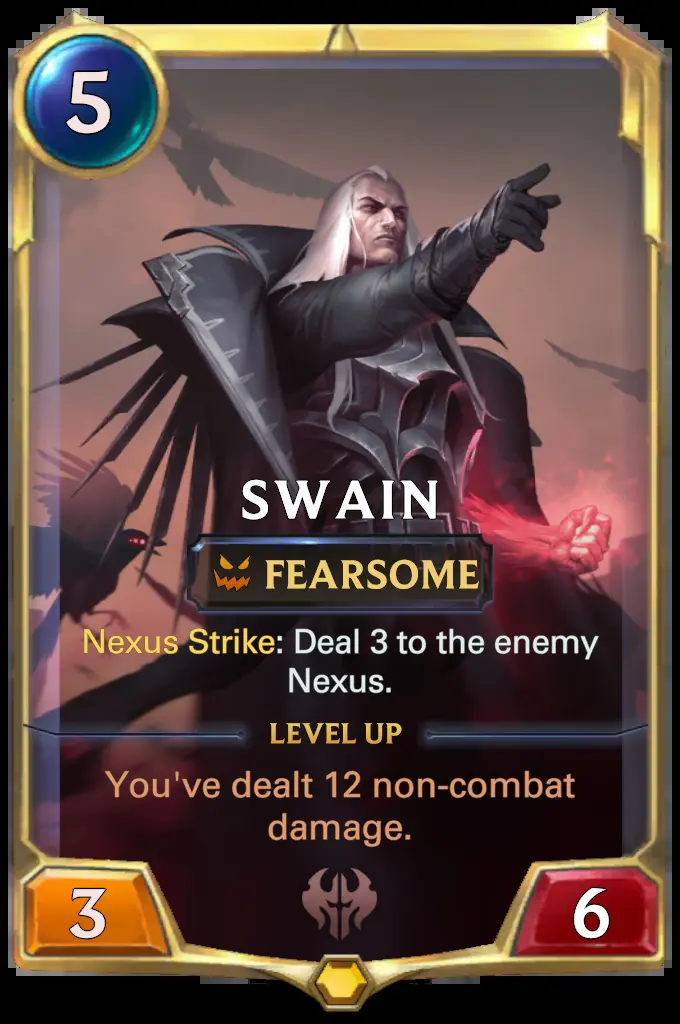 5
SWAIN
FEARSOME
Nexus Strike: Deal 3 to the enemy
Nexus.
LEVEL UP
You've dealt 12 non-combat
damage.
3
6